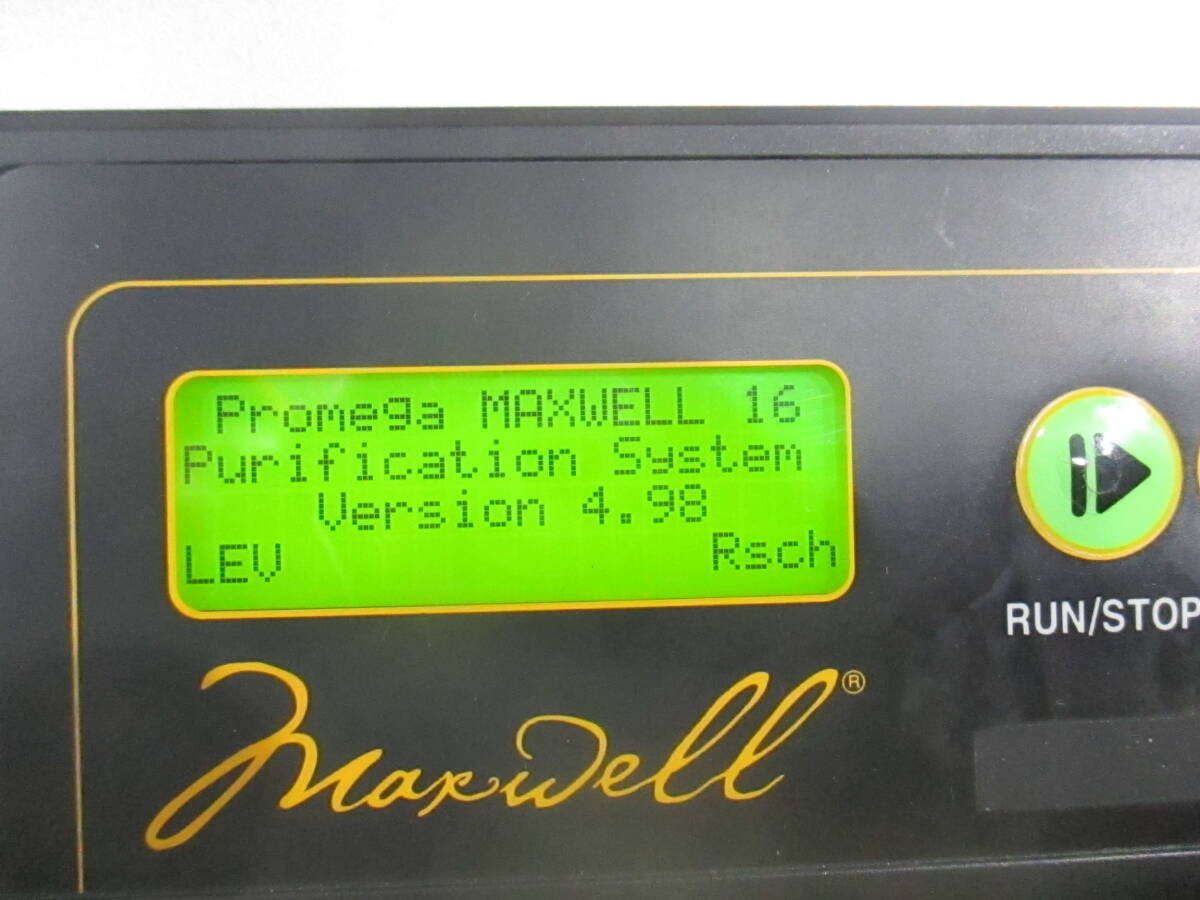 Promega MAXWELL 16
Purification System
Version 4.98
LEV Rsch
RUN/STOP
Maxwell®